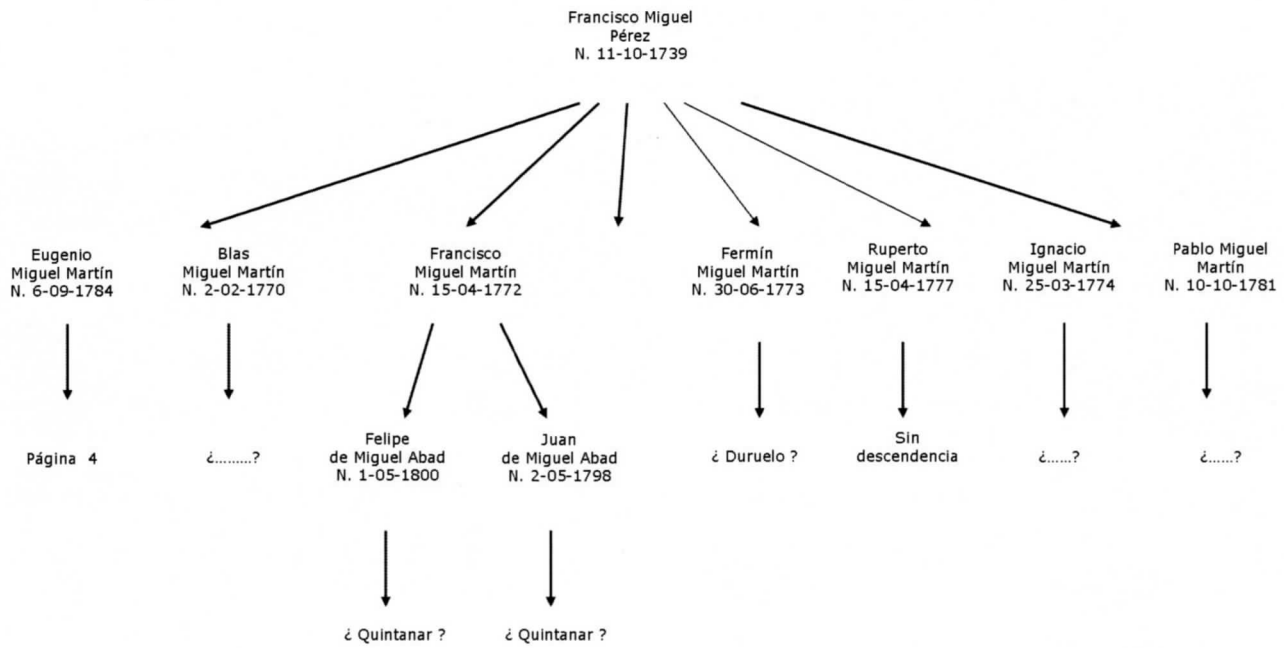 Francisco Miguel
Pérez
N. 11-10-1739
Eugenio
Miguel Martín
N. 6-09-1784
Blas
Miguel Martín
N. 2-02-1770
Francisco
Miguel Martín
N. 15-04-1772
Fermín
Miguel Martín
N. 30-06-1773
Ruperto
Miguel Martín
N. 15-04-1777
Ignacio
Miguel Martín
N. 25-03-1774
Pablo Miguel
Martín
N. 10-10-1781
Página 4
¿.........?
Felipe
de Miguel Abad
N. 1-05-1800
Juan
de Miguel Abad
N. 2-05-1798
¿ Duruelo ?
Sin
descendencia
¿......?
¿......?
¿ Quintanar ?
¿ Quintanar ?